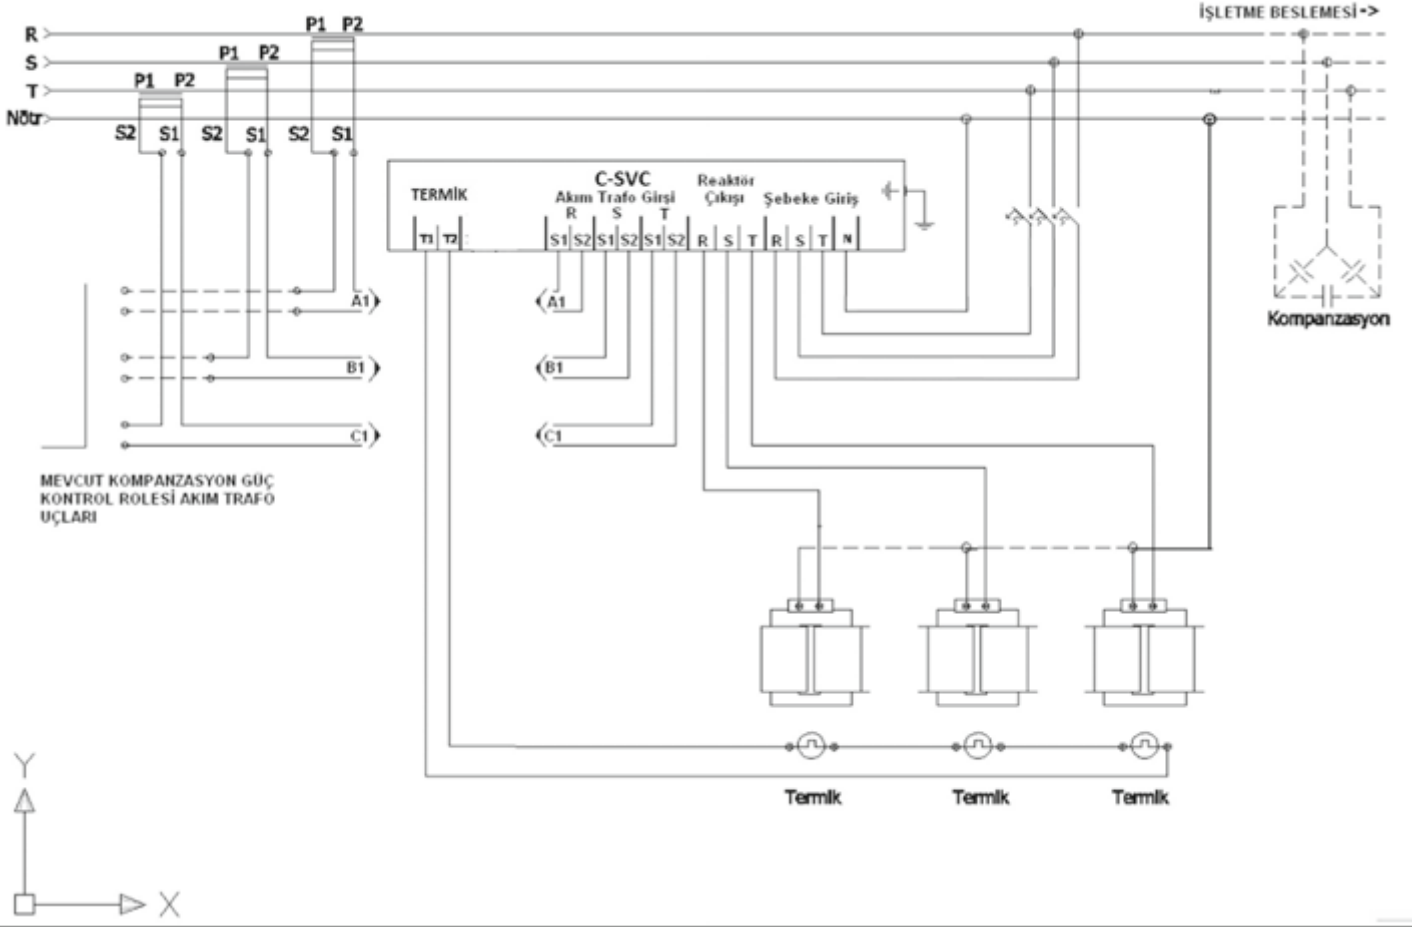 İŞLETME BESLEMESİ->
P1 P2
R
P1 P2
S
P1 P2
T
Nötr
S2 S1 S2 S1 S2 S1
C-SVC
TERMİK
Akım Trafo Girşi
Reaktör
Çıkışı
Şebeke Giriş
R S T
T1 T2
S1 S2 S1 S2 S1 S2 R S T R S T N
A1 A1
Kompanzasyon
B1 B1
C1 C1
MEVCUT KOMPANZASYON GÜÇ
KONTROL ROLESİ AKIM TRAFO
UÇLARI
Termik Termik Termik
Y
X